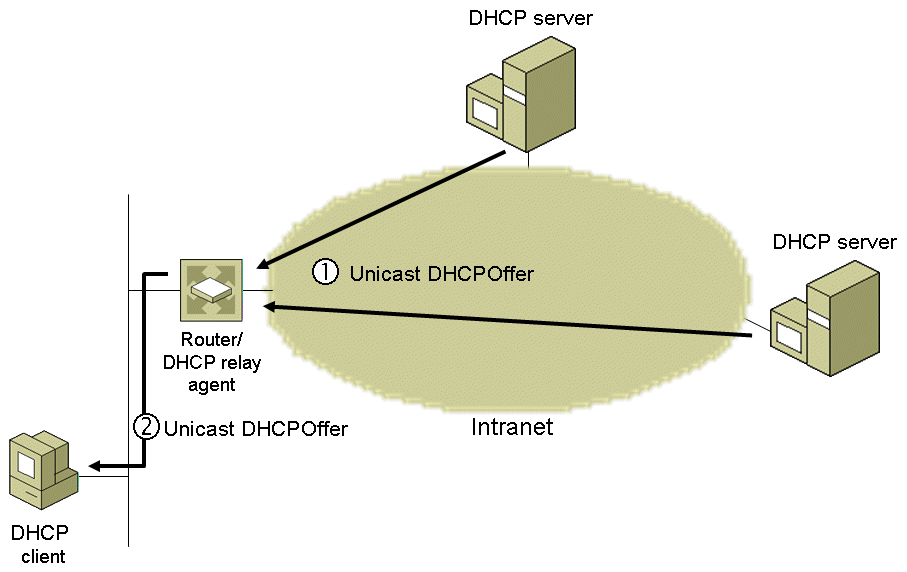 DHCP server
DHCP server
① Unicast DHCPOffer
Router/
DHCP relay
agent
② Unicast DHCPOffer
Intranet
DHCP
client